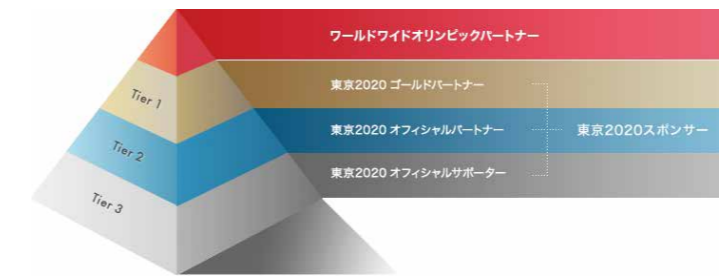 ワールドワイドオリンピックパートナー
Tier 1
東京2020 ゴールドパートナー
Tier 2
東京2020 オフィシャルパートナー
東京2020スポンサー
Tier 3
東京2020 オフィシャルサポーター